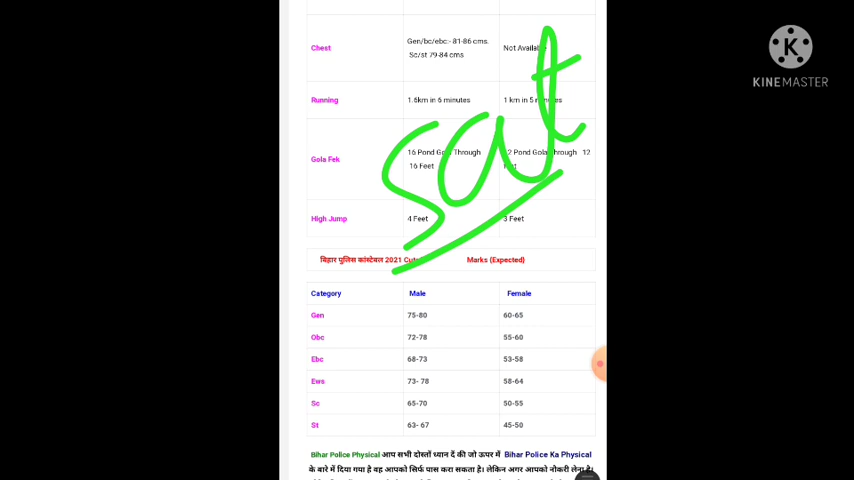 Chest Gen/bc/ebc:- 81-86 cms. Not Available
Sc/st 79-84 cms
Running 1.6km in 6 minutes 1 km in 5 minutes
Gola Fek 16 Pond Gola Through 12 Pond Gola Through 12
16 Feet
High Jump 4 Feet 3 Feet
sat
बिहार पुलिस कांस्टेबल 2021 Marks (Expected)
Category Male Female
Gen 75-80 60-65
Obc 72-78 55-60
Ebc 68-73 53-58
Ews 73- 78 58-64
Sc 65-70 50-55
St 63- 67 45-50
Bihar Police Physical आप सभी दोस्तों ध्यान दें की जो ऊपर में Bihar Police Ka Physical
के बारे में दिया गया है वह आपको सिर्फ पास करा सकता है। लेकिन अगर आपको नौकरी लेना है।
K
KINEMASTER